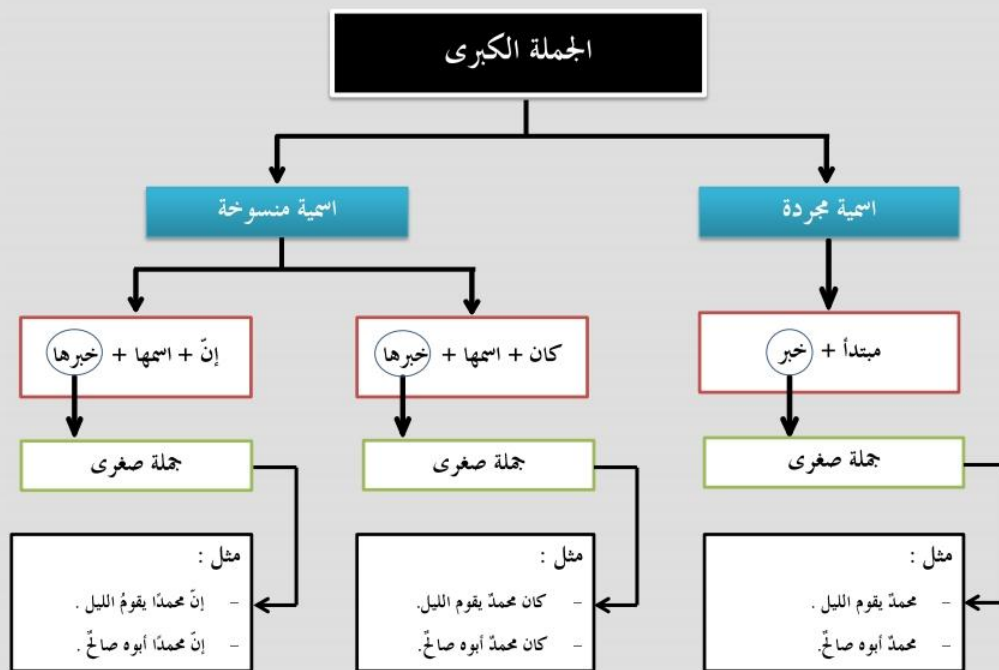 الجملة الكبرى
اسمية مجردة
اسمية منسوخة
مبتدأ + خبر
كان + اسمها + خبرها
إنّ + اسمها + خبرها
جملة صغرى
جملة صغرى
جملة صغرى
مثل :
- محمدٌ يقوم الليل .
- محمدٌ أبوه صالحٌ.
مثل :
- كان محمدٌ يقوم الليل.
- كان محمدٌ أبوه صالحٌ.
مثل :
- إنّ محمدًا يقومُ الليل .
- إنّ محمدًا أبوه صالحٌ .